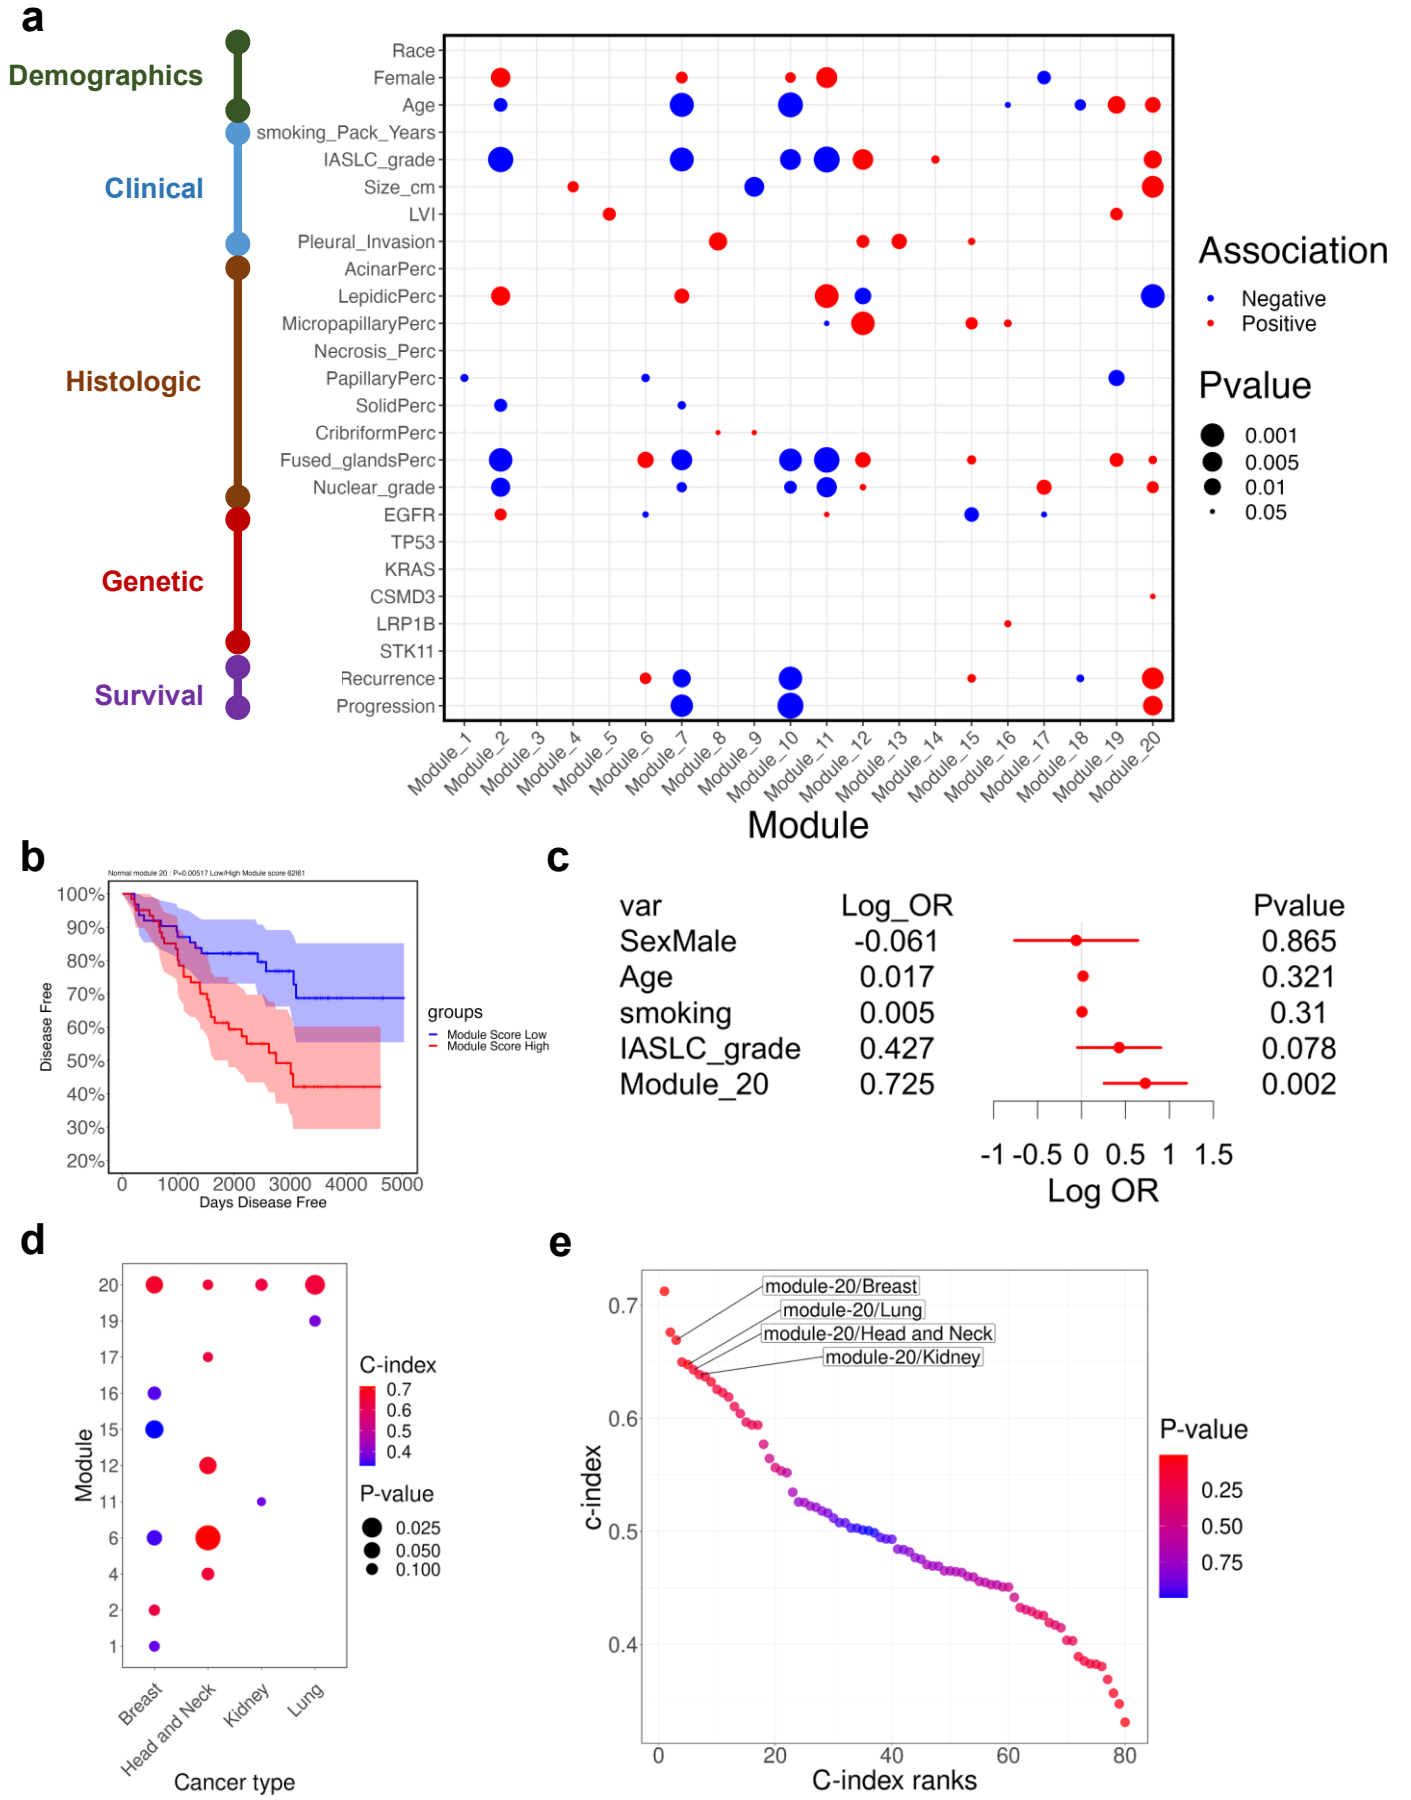 a
Demographics
Clinical
Histologic
Genetic
Survival
Race
Female
Age
smoking_Pack_Years
IASLC_grade
Size_cm
LVI
Pleural_Invasion
AcinarPerc
LepidicPerc
MicropapillaryPerc
Necrosis_Perc
PapillaryPerc
SolidPerc
CribriformPerc
Fused_glandsPerc
Nuclear_grade
EGFR
TP53
KRAS
CSMD3
LRP1B
STK11
Recurrence
Progression
Module_1
Module_2
Module_3
Module_4
Module_5
Module_6
Module_7
Module_8
Module_9
Module_10
Module_11
Module_12
Module_13
Module_14
Module_15
Module_16
Module_17
Module_18
Module_19
Module_20
Module
Association
Negative
Positive
Pvalue
0.001
0.005
0.01
0.05
b
Normal module 20 : P=0.00517 Low/High Module score 62I61
100%
90%
80%
70%
60%
50%
40%
30%
20%
Disease Free
0 1000 2000 3000 4000 5000
Days Disease Free
groups
Module Score Low
Module Score High
c
var Log_OR Pvalue
SexMale -0.061 0.865
Age 0.017 0.321
smoking 0.005 0.31
IASLC_grade 0.427 0.078
Module_20 0.725 0.002
-1 -0.5 0 0.5 1 1.5
Log OR
d
20
19
17
16
15
12
11
6
4
2
1
Module
Breast
Head and Neck
Kidney
Lung
Cancer type
C-index
0.7
0.6
0.5
0.4
P-value
0.025
0.050
0.100
e
module-20/Breast
module-20/Lung
module-20/Head and Neck
module-20/Kidney
0.7
0.6
0.5
0.4
c-index
0 20 40 60 80
C-index ranks
P-value
0.25
0.50
0.75